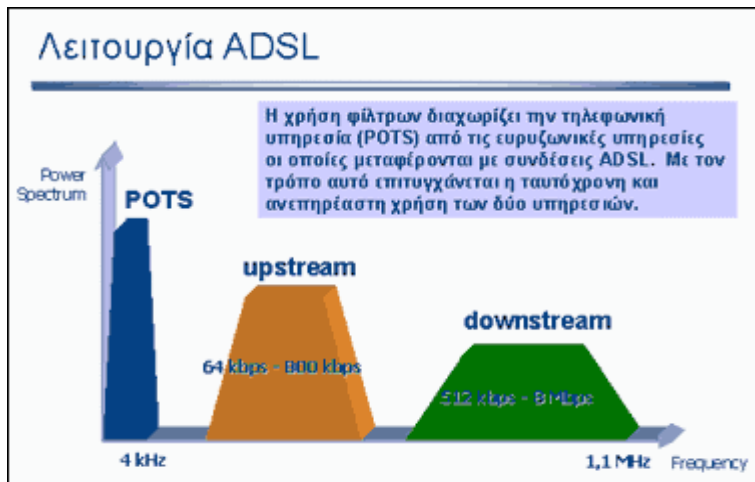 Λειτουργία ADSL
Η χρήση φίλτρων διαχωρίζει την τηλεφωνική
υπηρεσία (POTS) από τις ευρυζωνικές υπηρεσίες
οι οποίες μεταφέρονται με συνδέσεις ADSL. Με τον
τρόπο αυτό επιτυγχάνεται η ταυτόχρονη και
ανεπηρέαστη χρήση των δύο υπηρεσιών.
Power
Spectrum
POTS
upstream
downstream
64 kbps - 800 kbps
512 kbps - 8 Mbps
4 kHz
1,1 MHz
Frequency